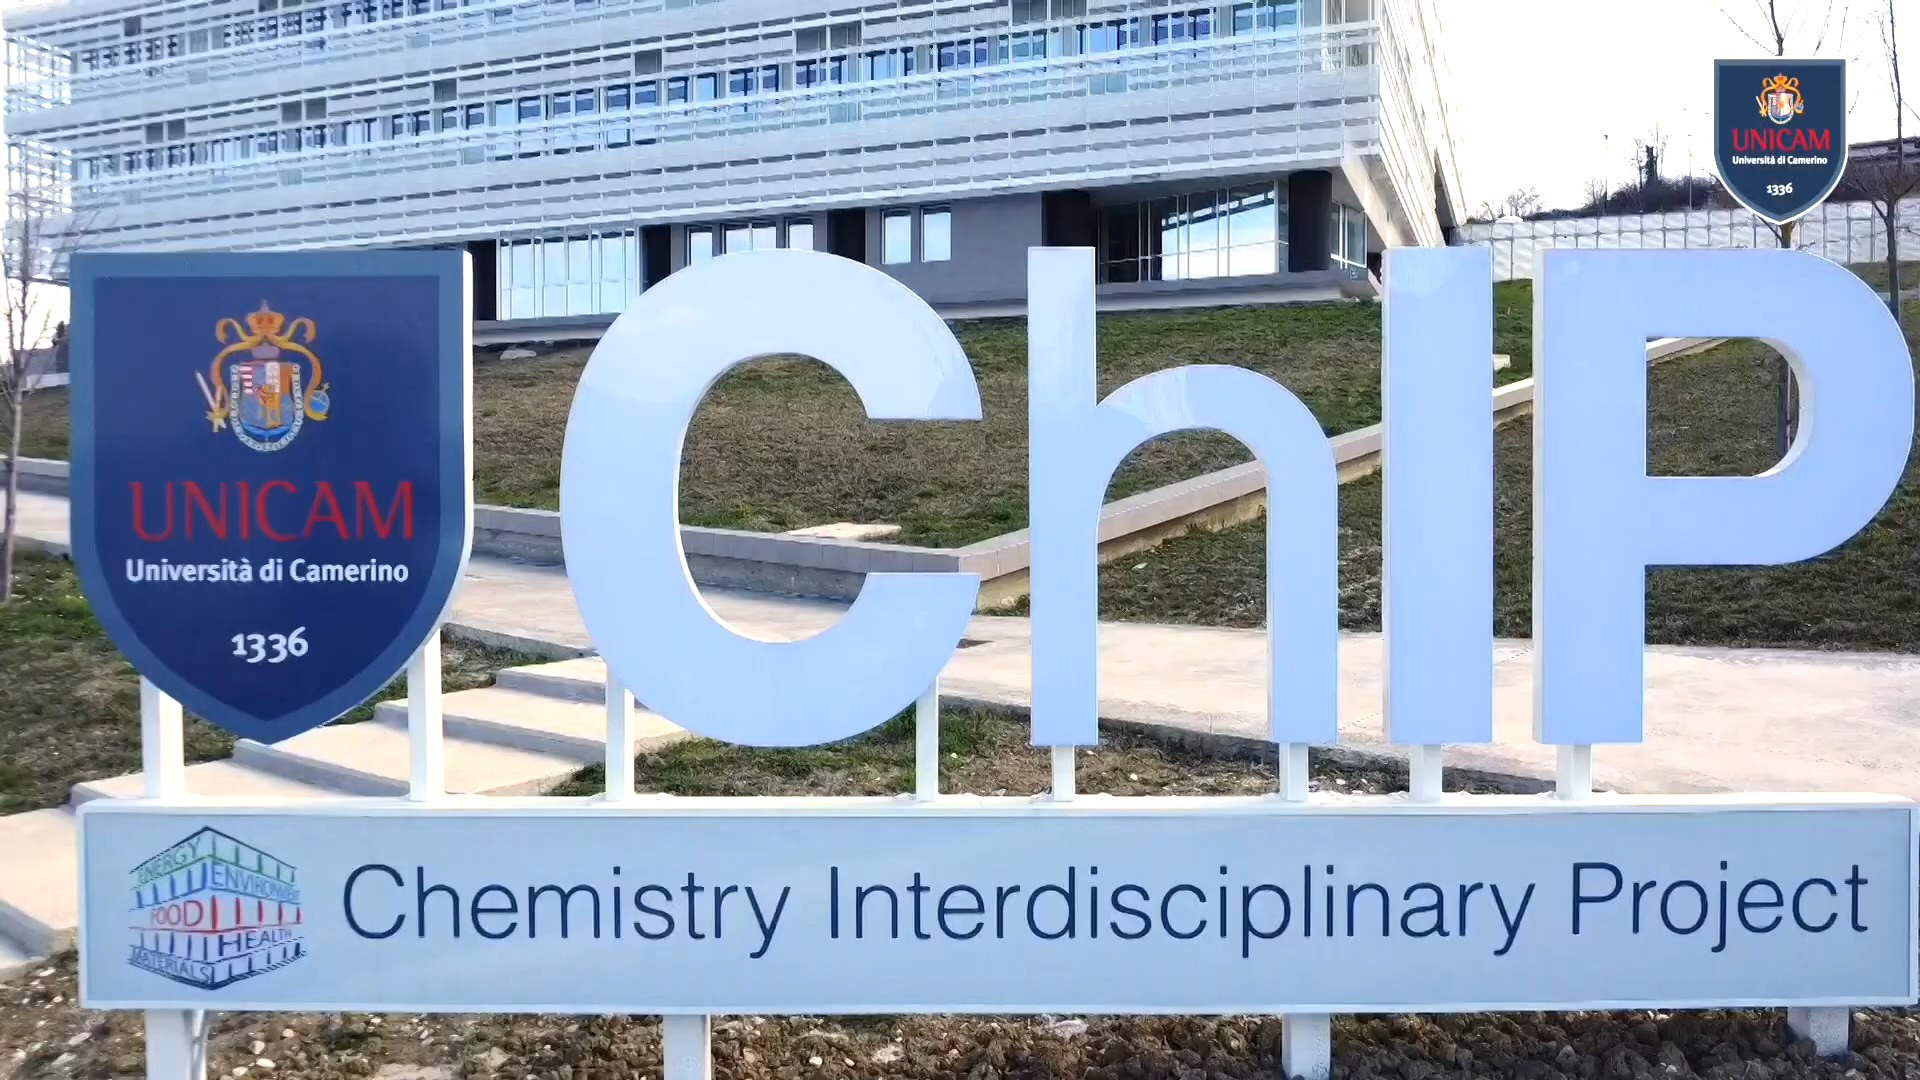 UNICAM
Università di Camerino
1336
UNICAM
Università di Camerino
1336
ChIP
ENERGY
ENVIRONMENT
FOOD
HEALTH
MATERIALS
Chemistry Interdisciplinary Project